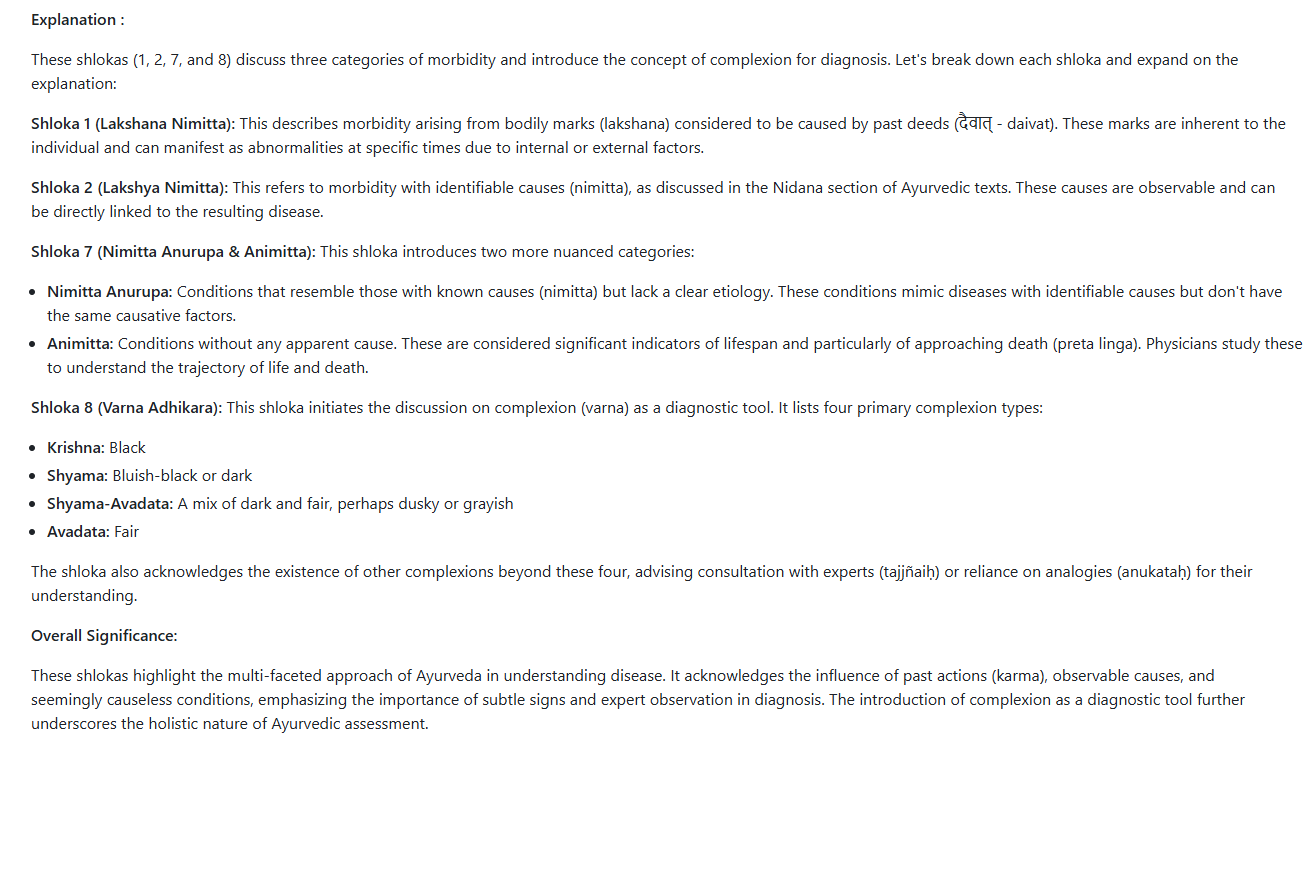 Explanation :
These shlokas (1, 2, 7, and 8) discuss three categories of morbidity and introduce the concept of complexion for diagnosis. Let's break down each shloka and expand on the
explanation:
Shloka 1 (Lakshana Nimitta): This describes morbidity arising from bodily marks (lakshana) considered to be caused by past deeds (दैवात् - daivat). These marks are inherent to the
individual and can manifest as abnormalities at specific times due to internal or external factors.
Shloka 2 (Lakshya Nimitta): This refers to morbidity with identifiable causes (nimitta), as discussed in the Nidana section of Ayurvedic texts. These causes are observable and can
be directly linked to the resulting disease.
Shloka 7 (Nimitta Anurupa & Animitta): This shloka introduces two more nuanced categories:
• Nimitta Anurupa: Conditions that resemble those with known causes (nimitta) but lack a clear etiology. These conditions mimic diseases with identifiable causes but don't have
the same causative factors.
• Animitta: Conditions without any apparent cause. These are considered significant indicators of lifespan and particularly of approaching death (preta linga). Physicians study these
to understand the trajectory of life and death.
Shloka 8 (Varna Adhikara): This shloka initiates the discussion on complexion (varna) as a diagnostic tool. It lists four primary complexion types:
• Krishna: Black
• Shyama: Bluish-black or dark
• Shyama-Avadata: A mix of dark and fair, perhaps dusky or grayish
• Avadata: Fair
The shloka also acknowledges the existence of other complexions beyond these four, advising consultation with experts (tajjñaiḥ) or reliance on analogies (anukataḥ) for their
understanding.
Overall Significance:
These shlokas highlight the multi-faceted approach of Ayurveda in understanding disease. It acknowledges the influence of past actions (karma), observable causes, and
seemingly causeless conditions, emphasizing the importance of subtle signs and expert observation in diagnosis. The introduction of complexion as a diagnostic tool further
underscores the holistic nature of Ayurvedic assessment.